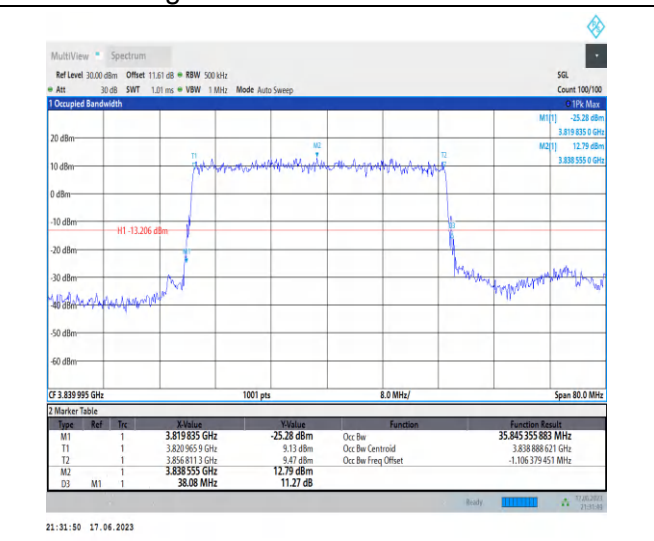 MultiView Spectrum
Ref Level 30.00 dBm Offset 11.61 dB RBW 500 kHz SGL
Att 30 dB SWT 1.01 ms VBW 1 MHz Mode Auto Sweep Count 100/100
1 Occupied Bandwidth 1Pk Max
M1[1] -25.28 dBm
3.819 835 0 GHz
M2[1] 12.79 dBm
3.838 555 0 GHz
20 dBm
M2
T1
T2
10 dBm
0 dBm
-10 dBm
H1 -13.206 dBm
-20 dBm
-30 dBm
-40 dBm
-50 dBm
-60 dBm
CF 3.839 995 GHz 1001 pts 8.0 MHz/ Span 80.0 MHz
2 Marker Table
Type Ref Trc X-Value Y-Value Function Function Result
M1 1 3.819 835 GHz -25.28 dBm Occ Bw 35.845 355 883 MHz
T1 1 3.820 965 9 GHz 9.13 dBm Occ Bw Centroid 3.838 888 621 GHz
T2 1 3.856 811 3 GHz 9.47 dBm Occ Bw Freq Offset -1.106 379 451 MHz
M2 1 3.838 555 GHz 12.79 dBm
D3 M1 1 38.08 MHz 11.27 dB
Ready
21:31:50 17.06.2023